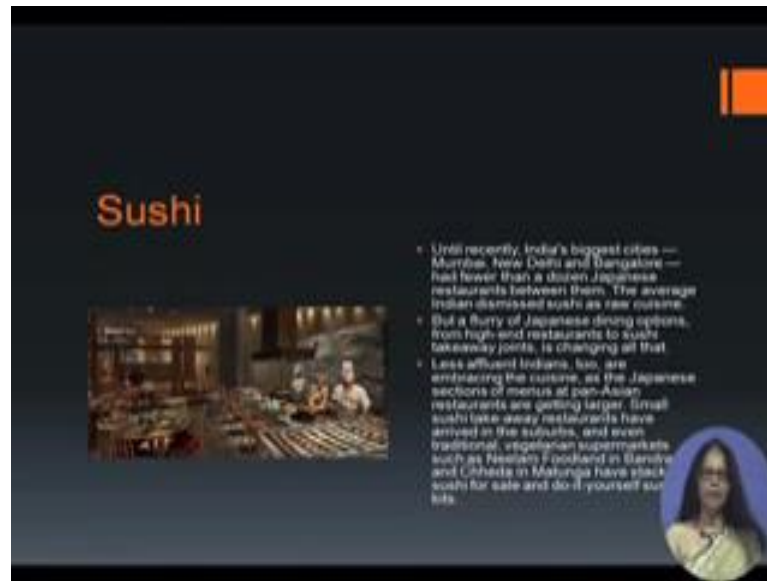 Sushi
Until recently, India's biggest cities —
Mumbai, New Delhi and Bangalore —
had fewer than a dozen Japanese
restaurants between them. The average
Indian dismissed sushi as raw cuisine.
But a flurry of Japanese dining options,
from high-end restaurants to sushi
takeaway joints, is changing all that.
Less affluent Indians, too, are
embracing the cuisine, as the Japanese
sections of menus at pan-Asian
restaurants are getting larger. Small
sushi take-away restaurants have
arrived in the suburbs, and even
traditional, vegetarian supermarkets
such as Neelam Foodland in Bandra
and Chheda in Matunga have stack
sushi for sale and do-it-yourself su
kits.